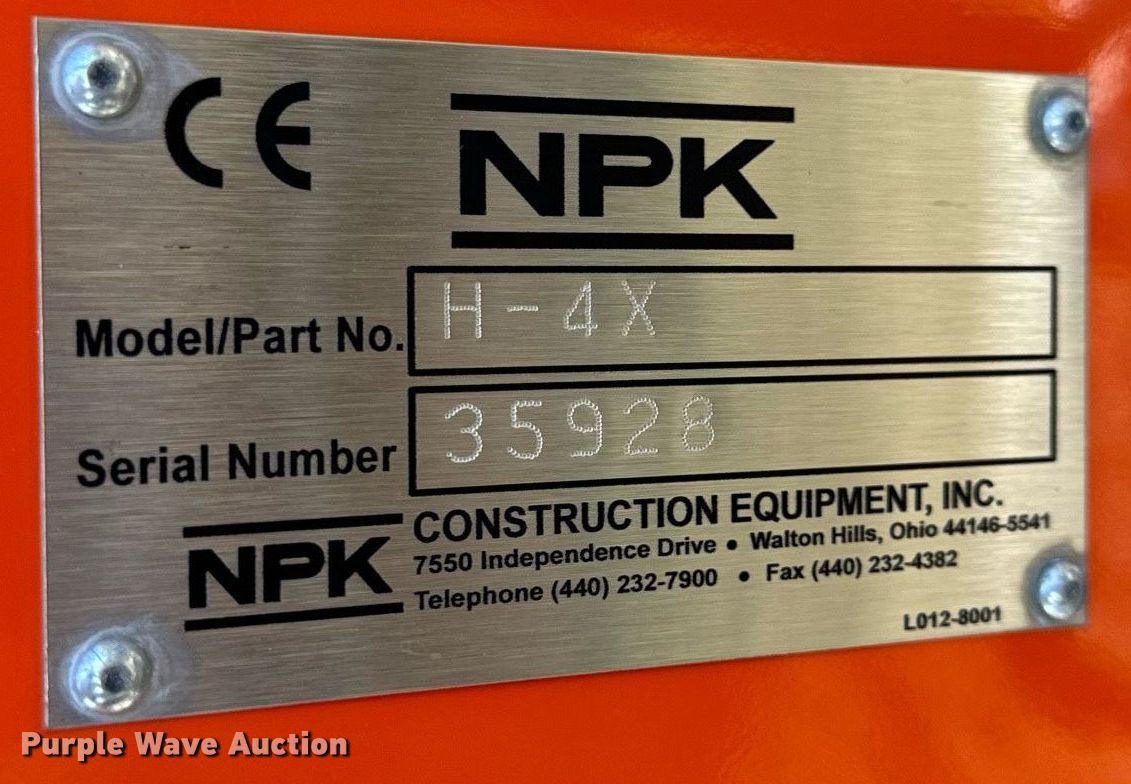 CE NPK
Model/Part No. H-4X
Serial Number 35928
NPK CONSTRUCTION EQUIPMENT, INC.
7550 Independence Drive • Walton Hills, Ohio 44146-5541
Telephone (440) 232-7900 • Fax (440) 232-4382
L012-8001
Purple Wave Auction